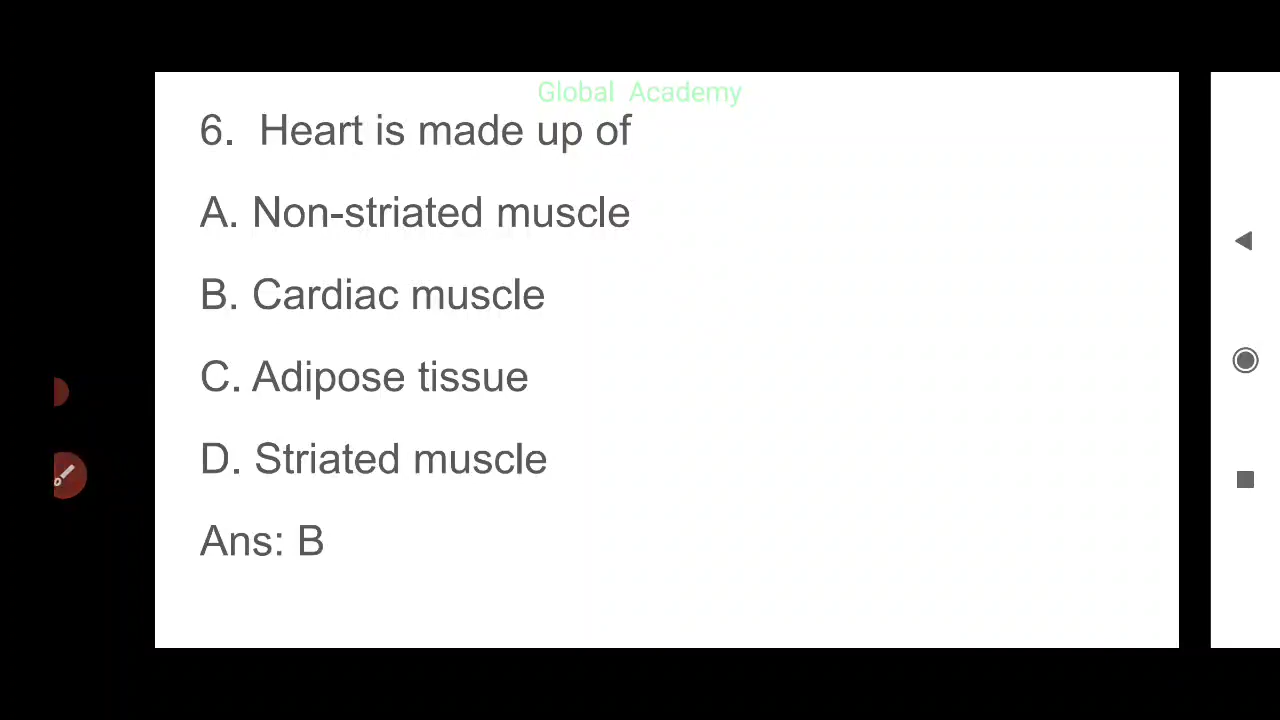 Global Academy
6. Heart is made up of
A. Non-striated muscle
B. Cardiac muscle
C. Adipose tissue
D. Striated muscle
Ans: B